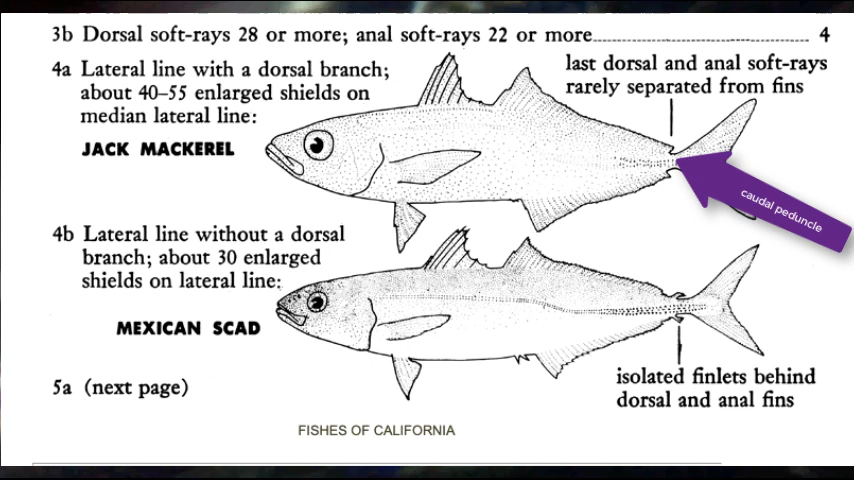 3b Dorsal soft-rays 28 or more; anal soft-rays 22 or more........................................ 4
4a Lateral line with a dorsal branch;
about 40–55 enlarged shields on
median lateral line:
JACK MACKEREL
last dorsal and anal soft-rays
rarely separated from fins
caudal peduncle
4b Lateral line without a dorsal
branch; about 30 enlarged
shields on lateral line:
MEXICAN SCAD
isolated finlets behind
dorsal and anal fins
5a (next page)
FISHES OF CALIFORNIA